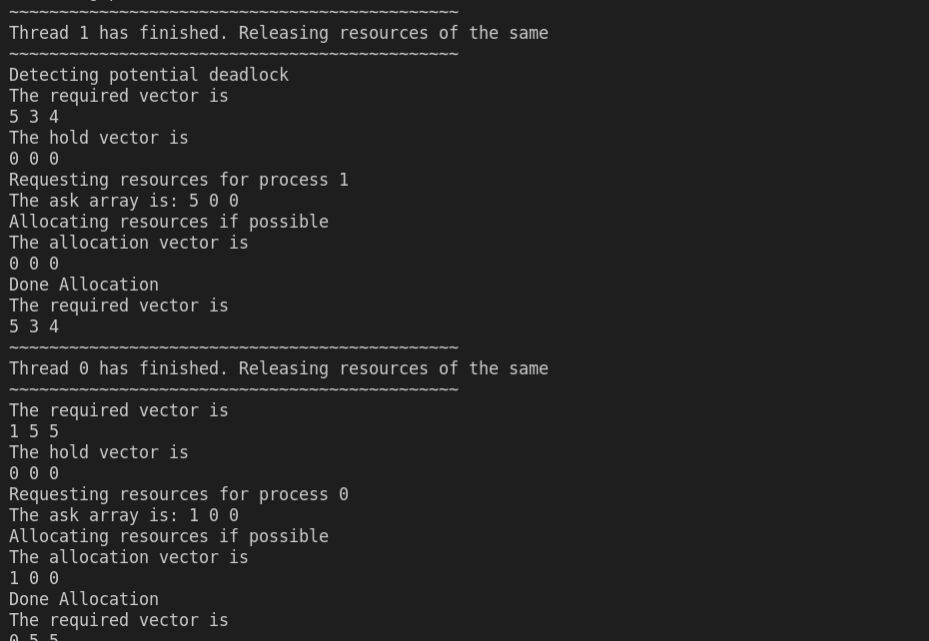 ~~~~~~~~~~~~~~~~~~~~~~~~~~~~~~~~~~~~~~~~~~~~~
Thread 1 has finished. Releasing resources of the same
~~~~~~~~~~~~~~~~~~~~~~~~~~~~~~~~~~~~~~~~~~~~~
Detecting potential deadlock
The required vector is
5 3 4
The hold vector is
0 0 0
Requesting resources for process 1
The ask array is: 5 0 0
Allocating resources if possible
The allocation vector is
0 0 0
Done Allocation
The required vector is
5 3 4
~~~~~~~~~~~~~~~~~~~~~~~~~~~~~~~~~~~~~~~~~~~~~
Thread 0 has finished. Releasing resources of the same
~~~~~~~~~~~~~~~~~~~~~~~~~~~~~~~~~~~~~~~~~~~~~
The required vector is
1 5 5
The hold vector is
0 0 0
Requesting resources for process 0
The ask array is: 1 0 0
Allocating resources if possible
The allocation vector is
1 0 0
Done Allocation
The required vector is
0 5 5